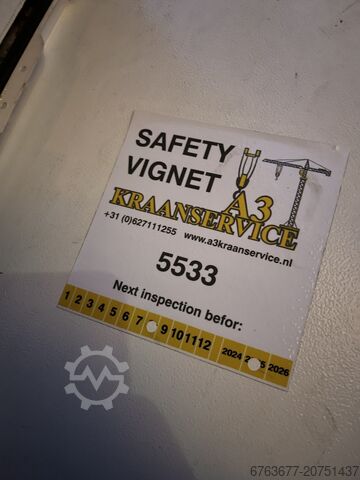 SAFETY
VIGNET
A3
KRAANSERVICE
+31 (0)627111255 www.a3kraanservice.nl
5533
Next inspection befor:
1 2 3 4 5 6 7 9 10 11 12 2024 2026
6763677-20751437